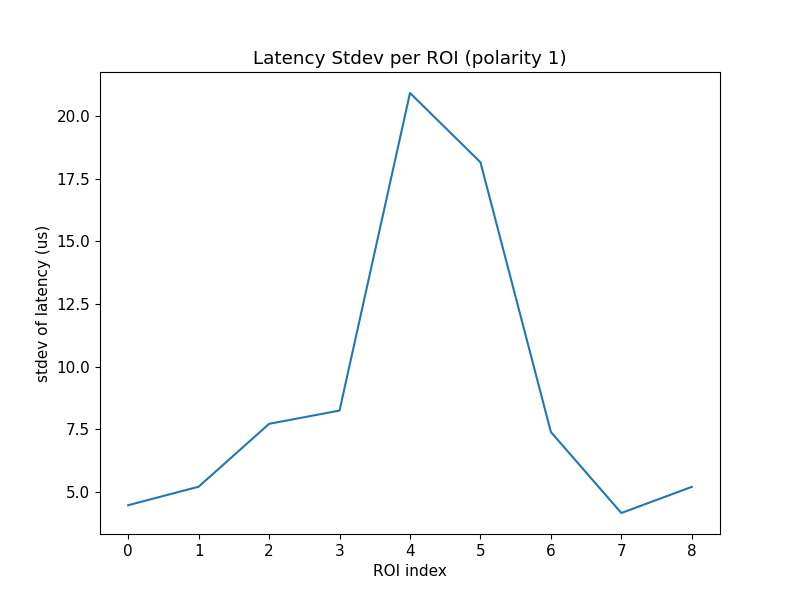 Latency Stdev per ROI (polarity 1)
stdev of latency (us)
20.0
17.5
15.0
12.5
10.0
7.5
5.0
0 1 2 3 4 5 6 7 8
ROI index